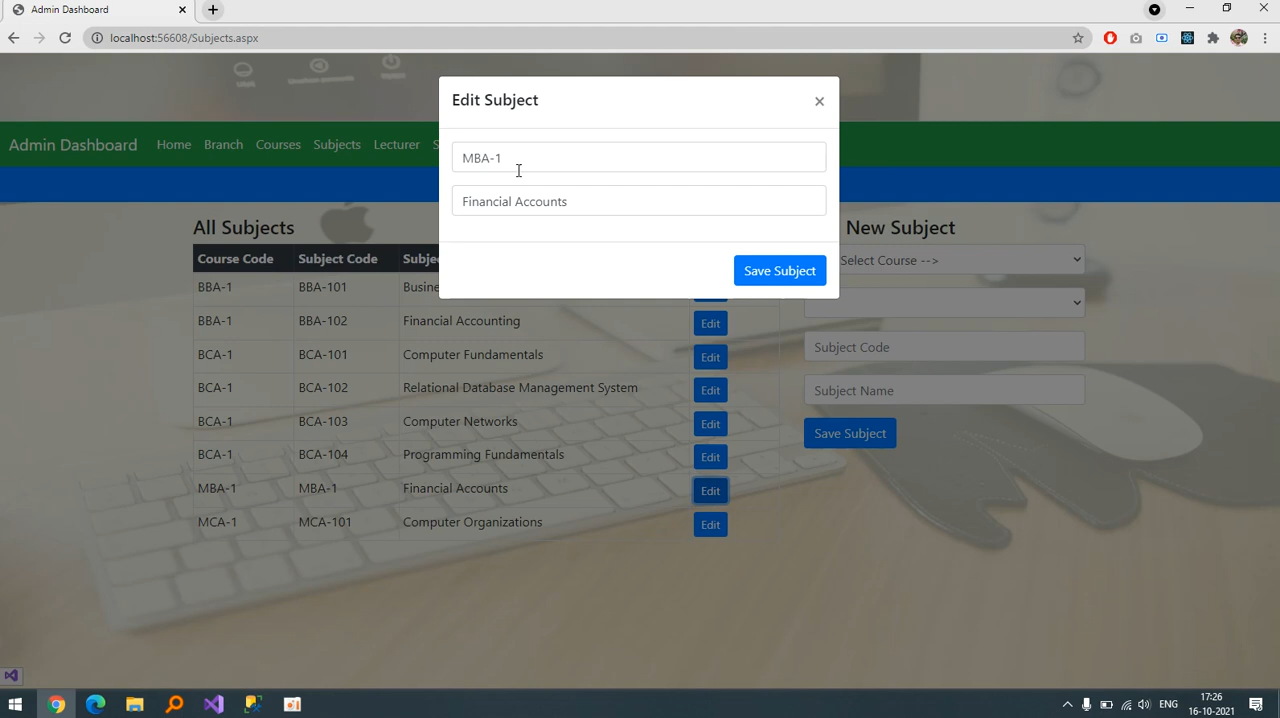 Admin Dashboard
localhost:56608/Subjects.aspx
Edit Subject
×
Admin Dashboard Home Branch Courses Subjects Lecturer S
MBA-1
Financial Accounts
Save Subject
All Subjects
Course Code Subject Code Subje
BBA-1 BBA-101 Busine
BBA-1 BBA-102 Financial Accounting Edit
BCA-1 BCA-101 Computer Fundamentals Edit
BCA-1 BCA-102 Relational Database Management System Edit
BCA-1 BCA-103 Computer Networks Edit
BCA-1 BCA-104 Programming Fundamentals Edit
MBA-1 MBA-1 Financial Accounts Edit
MCA-1 MCA-101 Computer Organizations Edit
New Subject
Select Course -->
Subject Code
Subject Name
Save Subject
ENG
17:26
16-10-2021